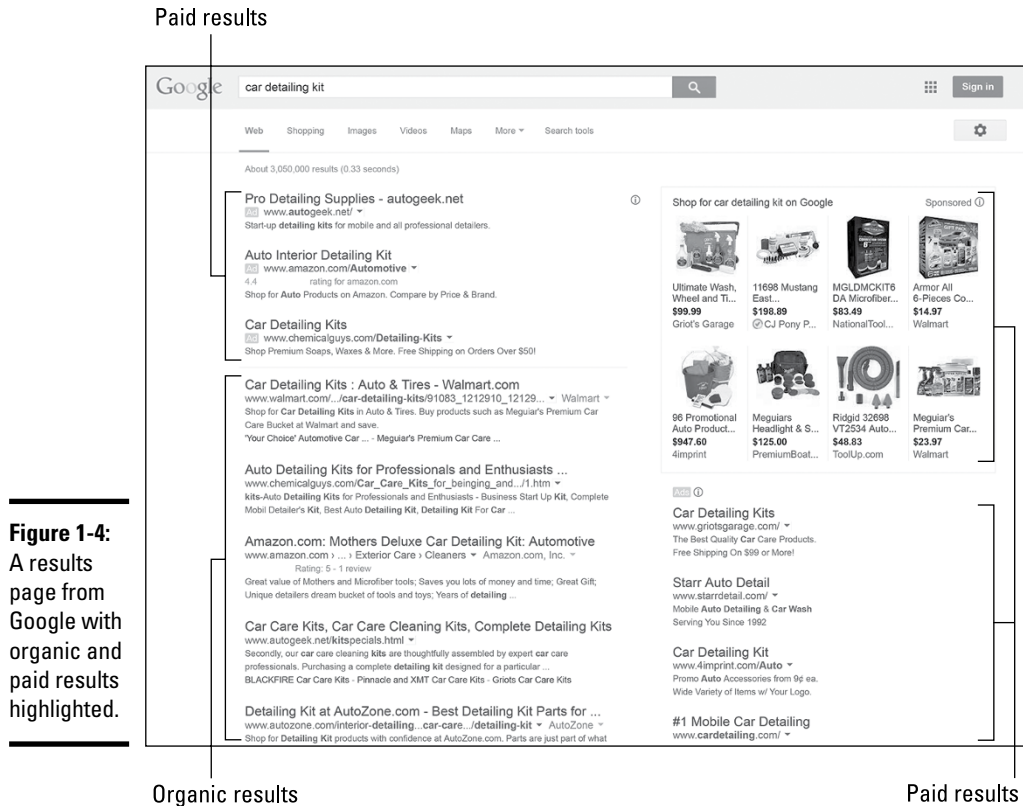 Paid results
Google
car detailing kit
Sign in
Web Shopping Images Videos Maps More Search tools
About 3,050,000 results (0.33 seconds)
Pro Detailing Supplies - autogeek.net
Ad www.autogeek.net/
Start-up detailing kits for mobile and all professional detailers.
Auto Interior Detailing Kit
Ad www.amazon.com/Automotive
4.4 rating for amazon.com
Shop for Auto Products on Amazon. Compare by Price & Brand.
Car Detailing Kits
Ad www.chemicalguys.com/Detailing-Kits
Shop Premium Soaps, Waxes & More. Free Shipping on Orders Over $50!
Car Detailing Kits : Auto & Tires - Walmart.com
www.walmart.com/.../car-detailing-kits/91083_1212910_12129... Walmart
Shop for Car Detailing Kits in Auto & Tires. Buy products such as Meguiar's Premium Car
Care Bucket at Walmart and save.
'Your Choice' Automotive Car ... - Meguiar's Premium Car Care ...
Auto Detailing Kits for Professionals and Enthusiasts ...
www.chemicalguys.com/Car_Care_Kits_for_beinging_and.../1.htm
kits-Auto Detailing Kits for Professionals and Enthusiasts - Business Start Up Kit, Complete
Mobil Detailer's Kit, Best Auto Detailing Kit, Detailing Kit For Car ...
Amazon.com: Mothers Deluxe Car Detailing Kit: Automotive
www.amazon.com › ... › Exterior Care › Cleaners Amazon.com, Inc.
Rating: 5 - 1 review
Great value of Mothers and Microfiber tools; Saves you lots of money and time; Great Gift;
Unique detailers dream bucket of tools and toys; Years of detailing ...
Car Care Kits, Car Care Cleaning Kits, Complete Detailing Kits
www.autogeek.net/kitspecials.html
Secondly, our car care cleaning kits are thoughtfully assembled by expert car care
professionals. Purchasing a complete detailing kit designed for a particular ...
BLACKFIRE Car Care Kits - Pinnacle and XMT Car Care Kits - Griots Car Care Kits
Detailing Kit at AutoZone.com - Best Detailing Kit Parts for ...
www.autozone.com/interior-detailing...car-care.../detailing-kit AutoZone
Shop for Detailing Kit products with confidence at AutoZone.com. Parts are just part of what
Shop for car detailing kit on Google Sponsored
Ultimate Wash,
Wheel and Ti...
$99.99
Griot's Garage
11698 Mustang
East...
$198.89
CJ Pony P...
MGLDMCKIT6
DA Microfiber...
$83.49
NationalTool...
Armor All
6-Pieces Co...
$14.97
Walmart
96 Promotional
Auto Product...
$947.60
4imprint
Meguiars
Headlight & S...
$125.00
PremiumBoat...
Ridgid 32698
VT2534 Auto...
$48.83
ToolUp.com
Meguiar's
Premium Car...
$23.97
Walmart
Ads
Car Detailing Kits
www.griotsgarage.com/
The Best Quality Car Care Products.
Free Shipping On $99 or More!
Starr Auto Detail
www.starrdetail.com/
Mobile Auto Detailing & Car Wash
Serving You Since 1992
Car Detailing Kit
www.4imprint.com/Auto
Promo Auto Accessories from 9¢ ea.
Wide Variety of Items w/ Your Logo.
#1 Mobile Car Detailing
www.cardetailing.com/
Figure 1-4:
A results
page from
Google with
organic and
paid results
highlighted.
Organic results
Paid results